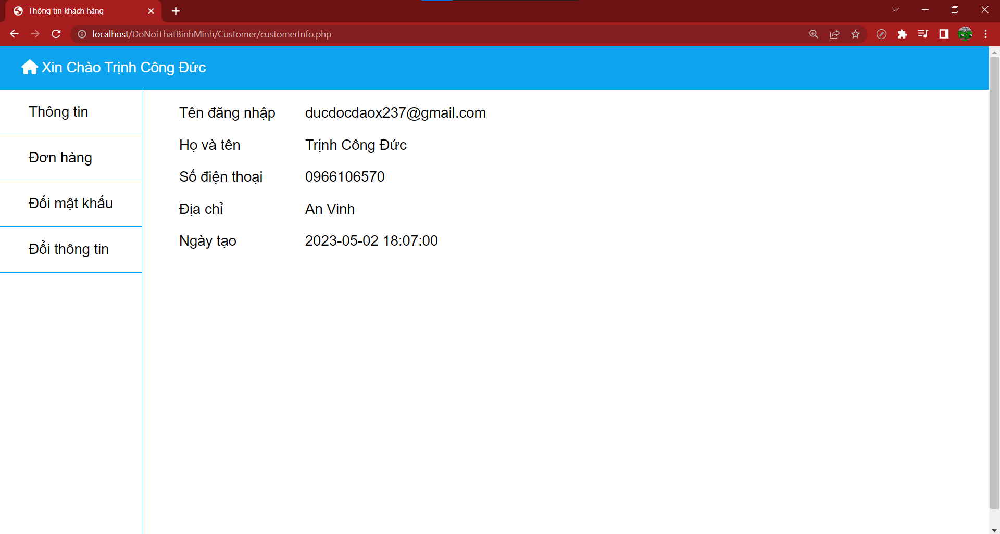 Thông tin khách hàng
localhost/DoNoiThatBinhMinh/Customer/customerInfo.php
Xin Chào Trịnh Công Đức
Thông tin
Đơn hàng
Đổi mật khẩu
Đổi thông tin
Tên đăng nhập ducdocdaox237@gmail.com
Họ và tên Trịnh Công Đức
Số điện thoại 0966106570
Địa chỉ An Vinh
Ngày tạo 2023-05-02 18:07:00